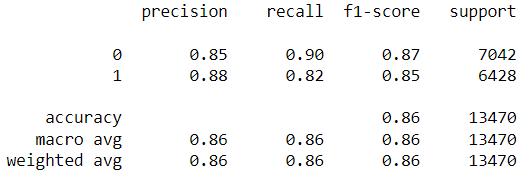 precision recall f1-score support
0 0.85 0.90 0.87 7042
1 0.88 0.82 0.85 6428
accuracy 0.86 13470
macro avg 0.86 0.86 0.86 13470
weighted avg 0.86 0.86 0.86 13470